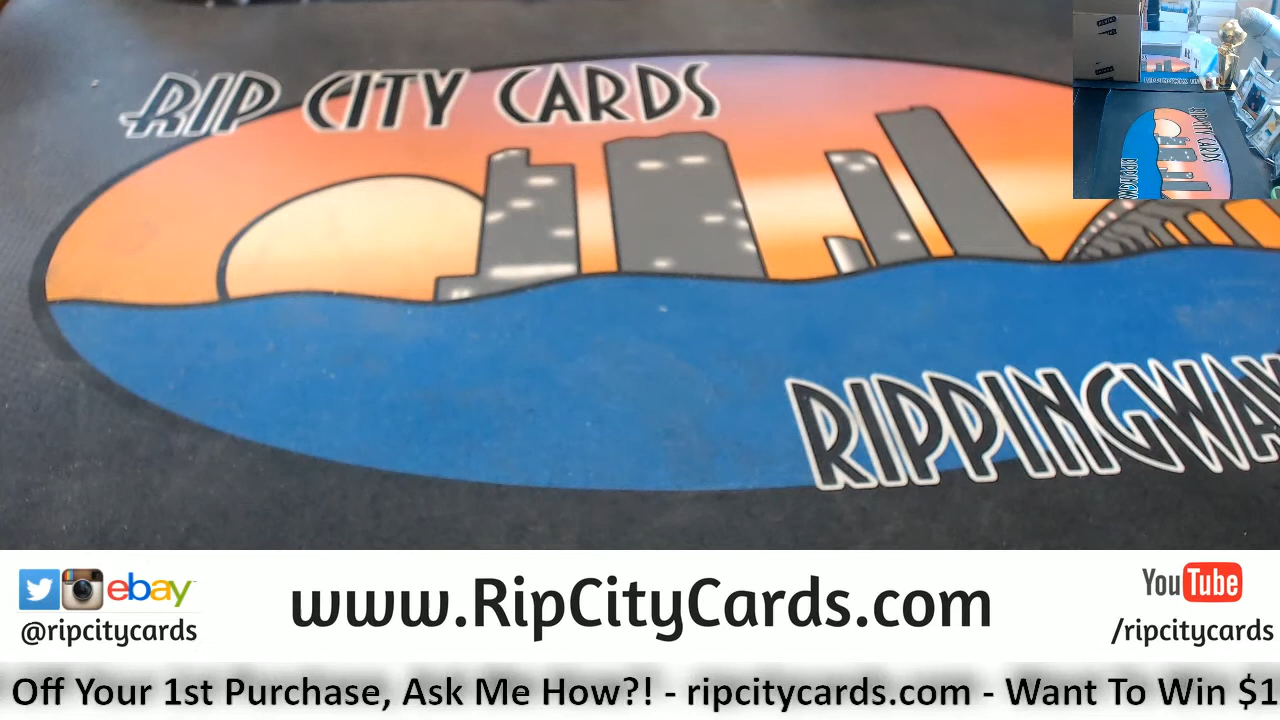 RIP CITY CARDS
RIPPINGWA
ebay
@ripcitycards
www.RipCityCards.com
YouTube
/ripcitycards
Off Your 1st Purchase, Ask Me How?! - ripcitycards.com - Want To Win $1